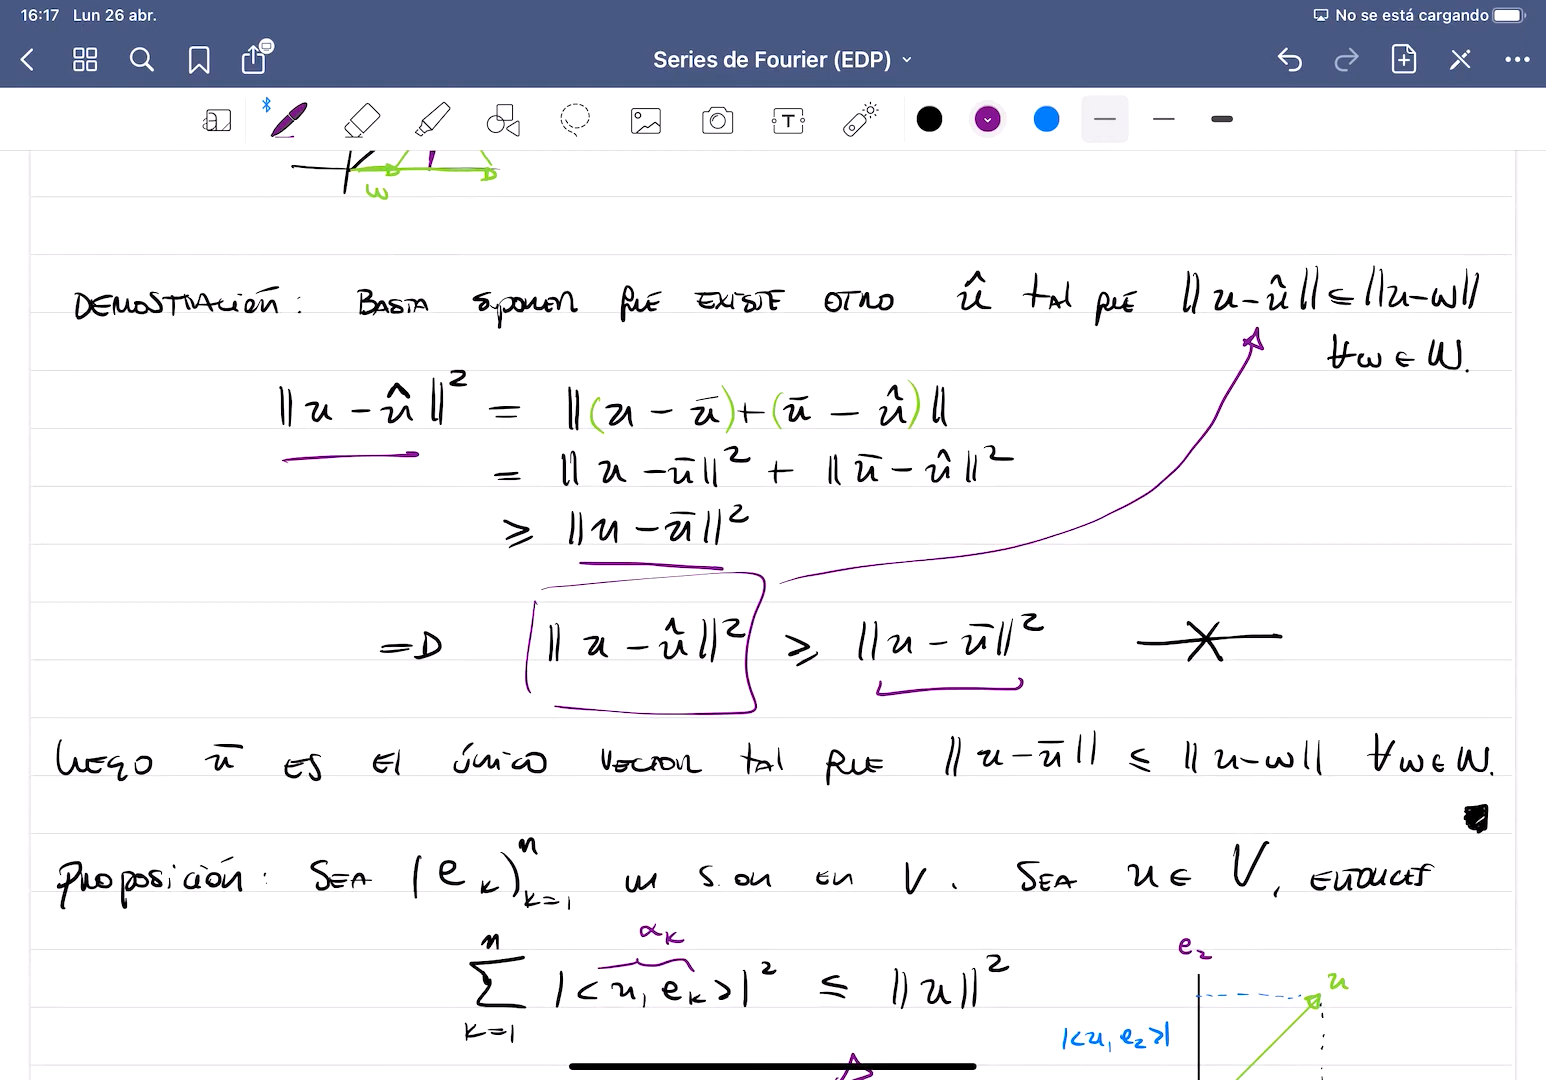 16:17 Lun 26 abr. No se está cargando
Series de Fourier (EDP)
T
w
DEMOSTRACIÓN: BASTA SUPONER QUE EXISTE OTRO û tal que ||u-û|| ≤ ||u-w||
∀w ∈ W.
||u - û||² = ||(u - ū)+(ū - û)||
= ||u - ū||² + ||ū - û||²
≥ ||u - ū||²
=D ||u - û||² ≥ ||u - ū||²
LUEGO ū ES EL ÚNICO VECTOR tal QUE ||u - ū|| ≤ ||u-w|| ∀w ∈ W.
Proposición: SEA (e_k)_{k=1}^n un s.on en V. SEA u ∈ V, ENTONCES
α_k
∑_{k=1}^n |<u, e_k>|² ≤ ||u||²
e₂
u
|<u, e₂>|